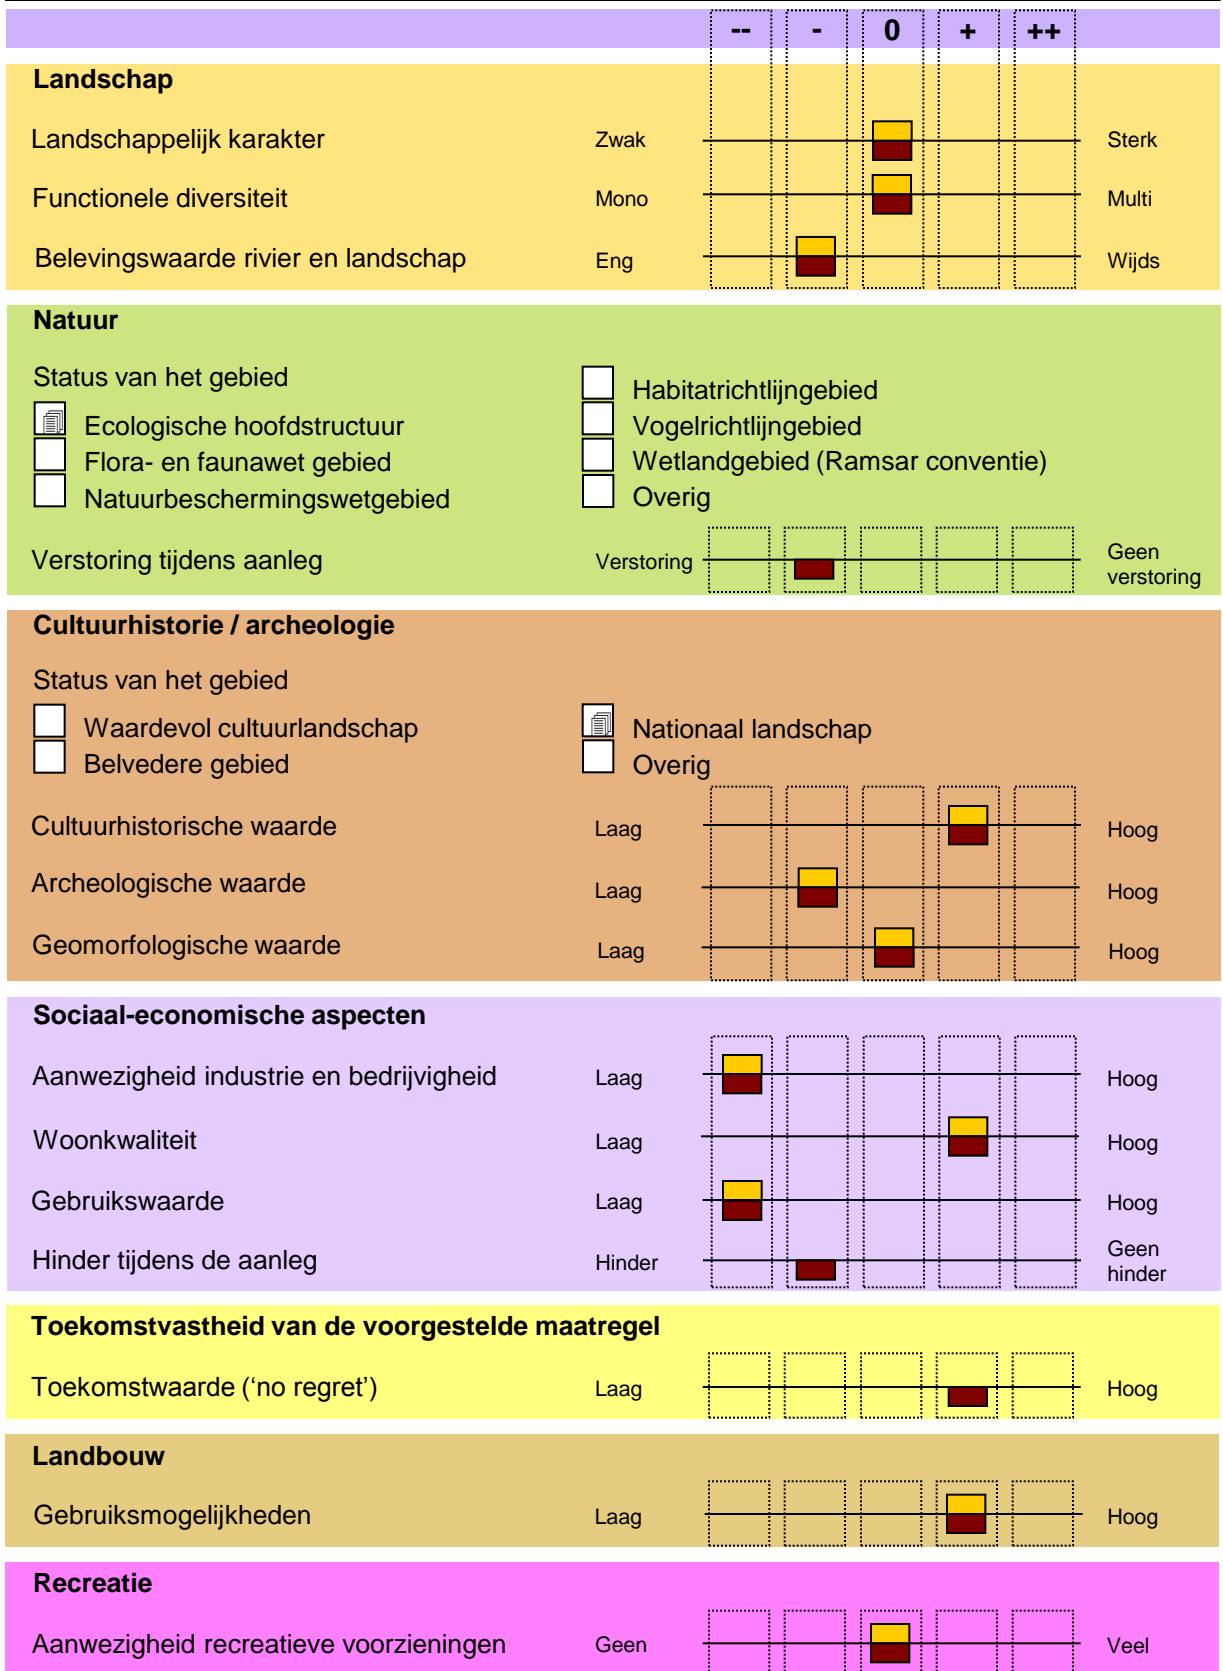 -- - 0 + ++
Landschap
Landschappelijk karakter Zwak Sterk
Functionele diversiteit Mono Multi
Belevingswaarde rivier en landschap Eng Wijds
Natuur
Status van het gebied
Habitatrichtlijngebied
Ecologische hoofdstructuur Vogelrichtlijngebied
Flora- en faunawet gebied Wetlandgebied (Ramsar conventie)
Natuurbeschermingswetgebied Overig
Verstoring tijdens aanleg Verstoring Geen
verstoring
Cultuurhistorie / archeologie
Status van het gebied
Waardevol cultuurlandschap Nationaal landschap
Belvedere gebied Overig
Cultuurhistorische waarde Laag Hoog
Archeologische waarde Laag Hoog
Geomorfologische waarde Laag Hoog
Sociaal-economische aspecten
Aanwezigheid industrie en bedrijvigheid Laag Hoog
Woonkwaliteit Laag Hoog
Gebruikswaarde Laag Hoog
Hinder tijdens de aanleg Hinder Geen
hinder
Toekomstvastheid van de voorgestelde maatregel
Toekomstwaarde (‘no regret’) Laag Hoog
Landbouw
Gebruiksmogelijkheden Laag Hoog
Recreatie
Aanwezigheid recreatieve voorzieningen Geen Veel